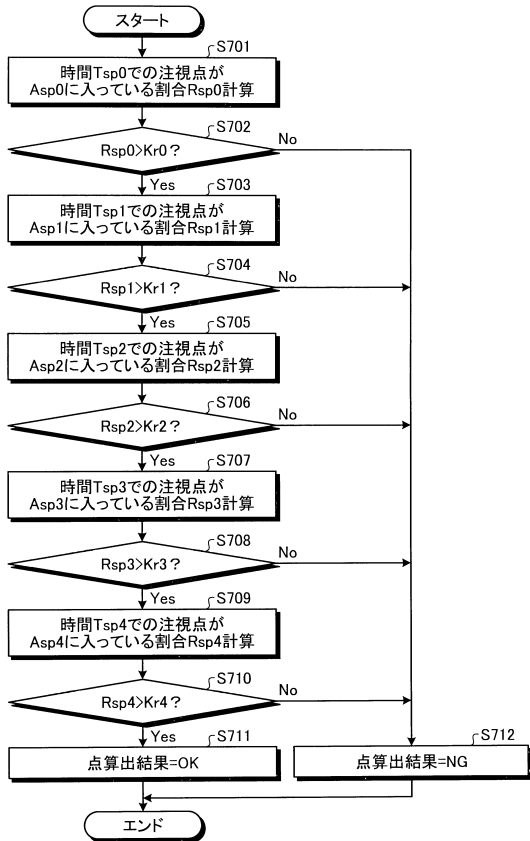 スタート
S701
時間Tsp0での注視点が
Asp0に入っている割合Rsp0計算
S702
Rsp0>Kr0?
No
Yes
S703
時間Tsp1での注視点が
Asp1に入っている割合Rsp1計算
S704
Rsp1>Kr1?
No
Yes
S705
時間Tsp2での注視点が
Asp2に入っている割合Rsp2計算
S706
Rsp2>Kr2?
No
Yes
S707
時間Tsp3での注視点が
Asp3に入っている割合Rsp3計算
S708
Rsp3>Kr3?
No
Yes
S709
時間Tsp4での注視点が
Asp4に入っている割合Rsp4計算
S710
Rsp4>Kr4?
No
Yes
S711
点算出結果=OK
S712
点算出結果=NG
エンド